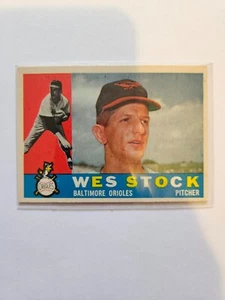 WES STOCK
BALTIMORE ORIOLES PITCHER